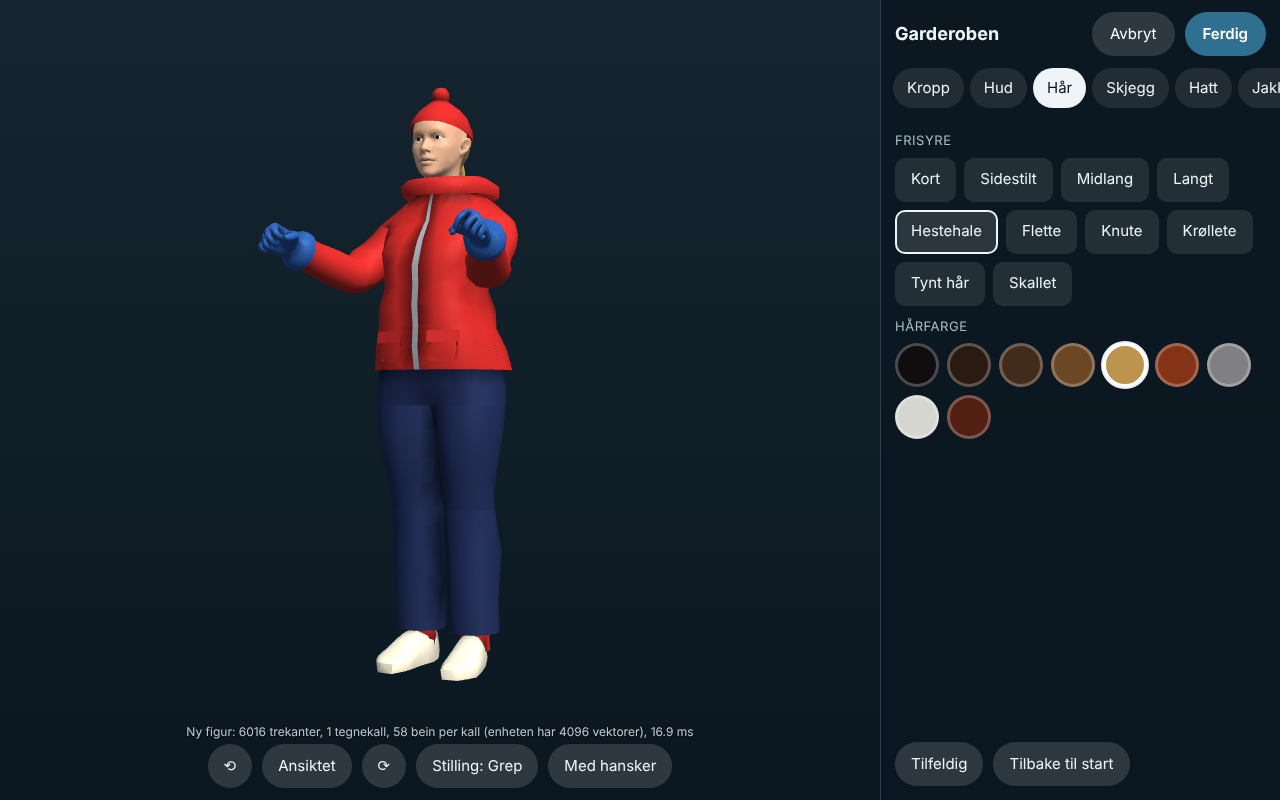 Garderoben
Avbryt
Ferdig
Kropp
Hud
Hår
Skjegg
Hatt
FRISYRE
Kort
Sidestilt
Midlang
Langt
Hestehale
Flette
Knute
Krøllete
Tynt hår
Skallet
HÅRFARGE
Ny figur: 6016 trekanter, 1 tegnekall, 58 bein per kall (enheten har 4096 vektorer), 16.9 ms
Ansiktet
Stilling: Grep
Med hansker
Tilfeldig
Tilbake til start